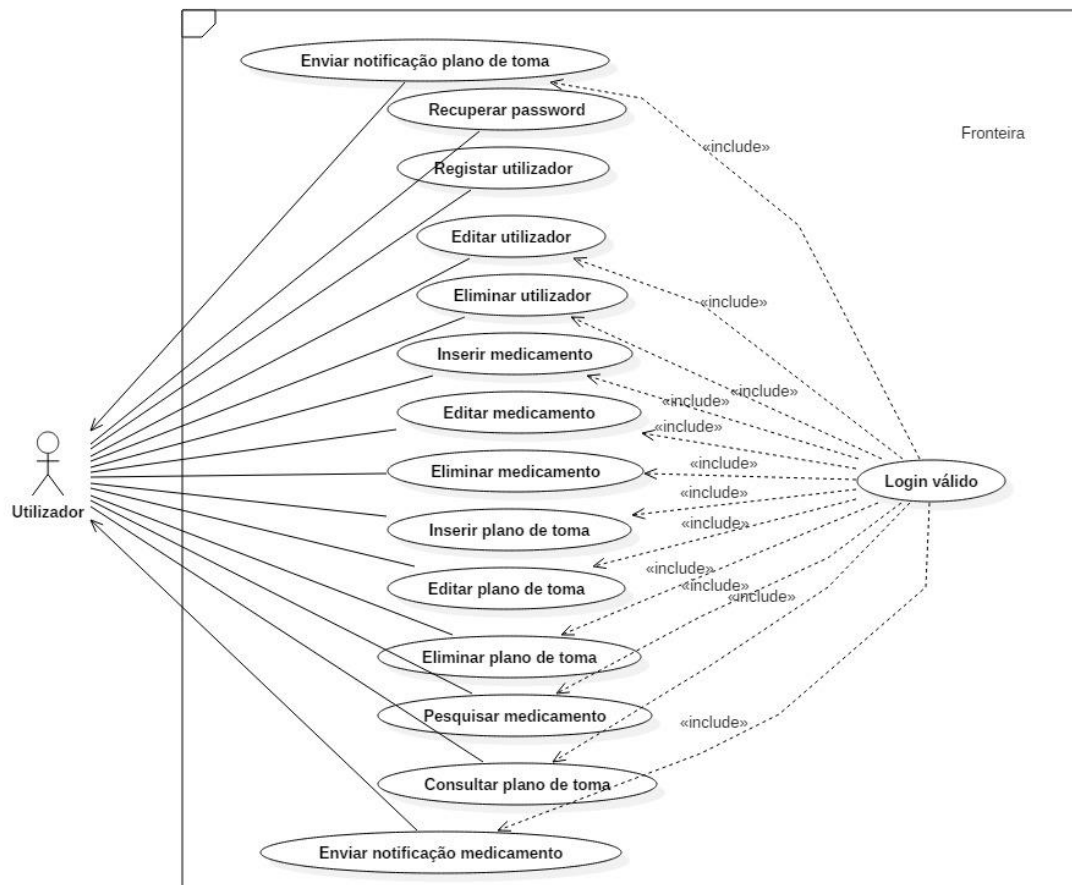 Enviar notificação plano de toma
Recuperar password
Fronteira
«include»
Registar utilizador
Editar utilizador
Eliminar utilizador
«include»
Inserir medicamento
«include»
«include»
Editar medicamento
«include»
Eliminar medicamento
«include»
Login válido
Utilizador
«include»
Inserir plano de toma
«include»
«include»
Editar plano de toma
«include»
«include»
Eliminar plano de toma
Pesquisar medicamento
«include»
Consultar plano de toma
Enviar notificação medicamento